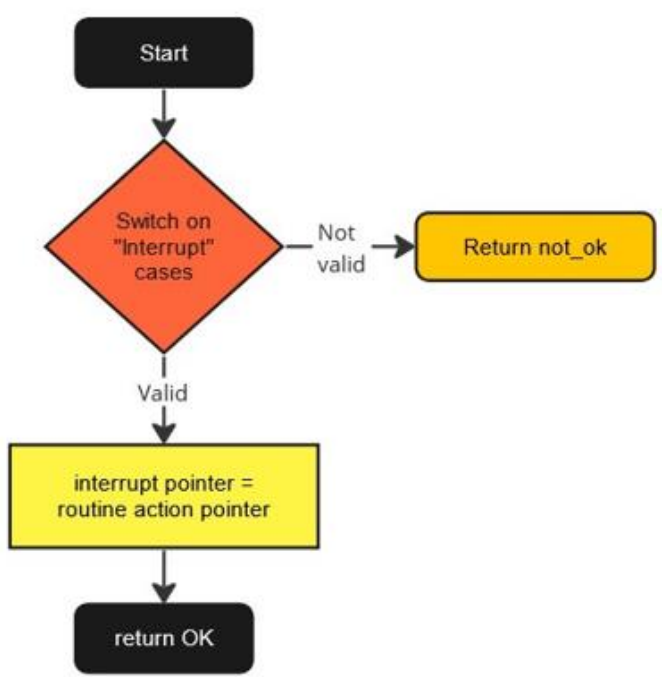 Start
Switch on
"Interrupt"
cases
Not
valid
Return not_ok
Valid
interrupt pointer =
routine action pointer
return OK